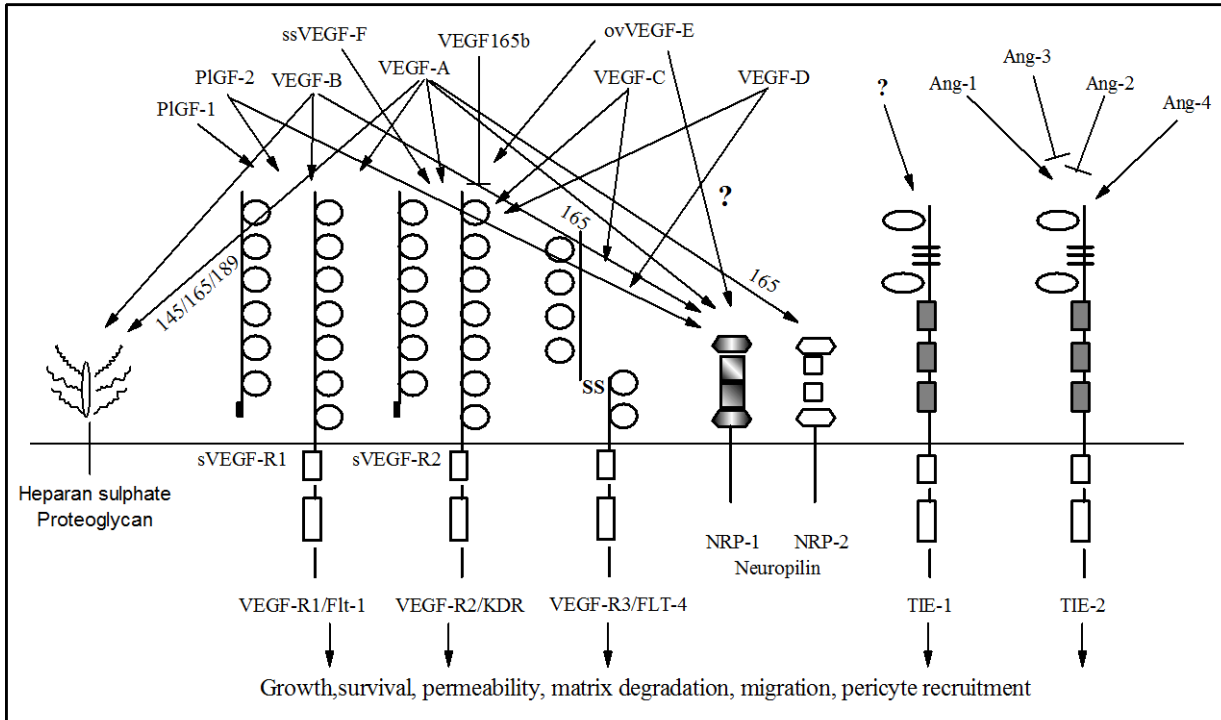 ssVEGF-F
VEGF165b
ovVEGF-E
PlGF-2
VEGF-B
VEGF-A
VEGF-C
VEGF-D
PlGF-1
?
Ang-1
Ang-3
Ang-2
Ang-4
?
165
165
145/165/189
SS
sVEGF-R1
sVEGF-R2
Heparan sulphate
Proteoglycan
NRP-1
NRP-2
Neuropilin
VEGF-R1/Flt-1
VEGF-R2/KDR
VEGF-R3/FLT-4
TIE-1
TIE-2
Growth,survival, permeability, matrix degradation, migration, pericyte recruitment